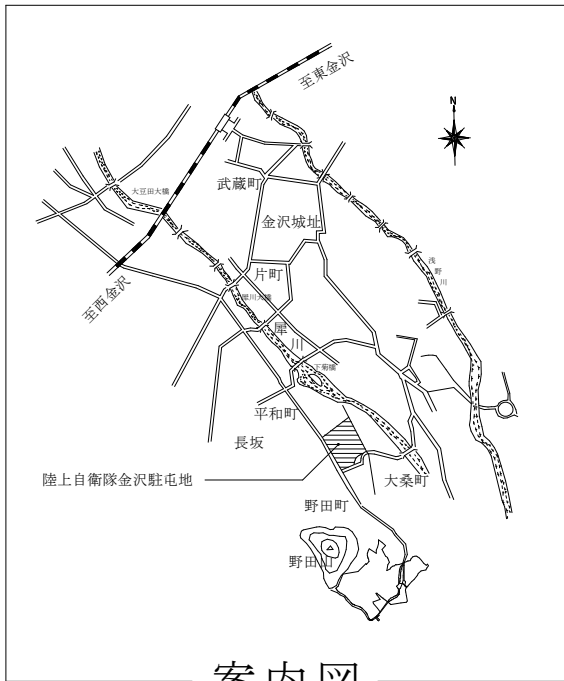 至東金沢
N
大豆田大橋
武蔵町
金沢城址
浅野川
片町
至西金沢
犀川大橋
犀川
下菊橋
平和町
長坂
陸上自衛隊金沢駐屯地
大桑町
野田町
野田山
案内図